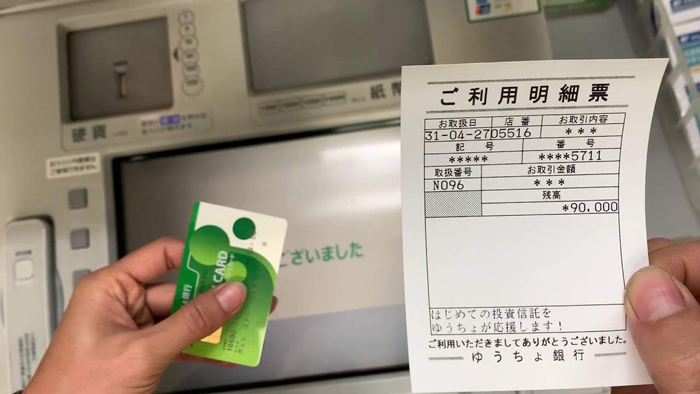 硬貨
紙幣
CARD
ございました
ご利用明細票
お取扱日 店番 お取引内容
31-04-27 05516 ***
記号 番号
***** ****5711
取扱番号 お取引金額
N096 ***
残高
*90,000
はじめての投資信託を
ゆうちょが応援します!
ご利用いただきましてありがとうございました。
ゆうちょ銀行